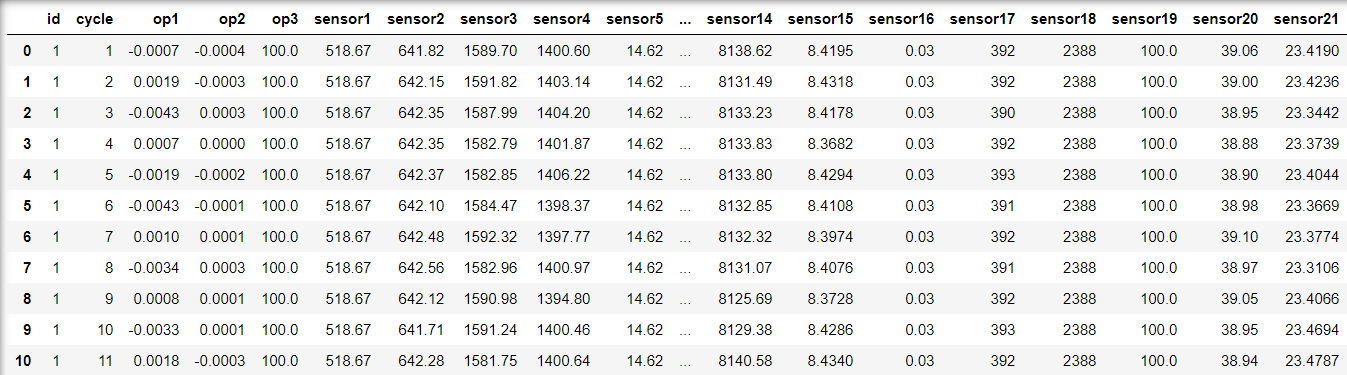 id cycle op1 op2 op3 sensor1 sensor2 sensor3 sensor4 sensor5 ... sensor14 sensor15 sensor16 sensor17 sensor18 sensor19 sensor20 sensor21
0 1 1 -0.0007 -0.0004 100.0 518.67 641.82 1589.70 1400.60 14.62 ... 8138.62 8.4195 0.03 392 2388 100.0 39.06 23.4190
1 1 2 0.0019 -0.0003 100.0 518.67 642.15 1591.82 1403.14 14.62 ... 8131.49 8.4318 0.03 392 2388 100.0 39.00 23.4236
2 1 3 -0.0043 0.0003 100.0 518.67 642.35 1587.99 1404.20 14.62 ... 8133.23 8.4178 0.03 390 2388 100.0 38.95 23.3442
3 1 4 0.0007 0.0000 100.0 518.67 642.35 1582.79 1401.87 14.62 ... 8133.83 8.3682 0.03 392 2388 100.0 38.88 23.3739
4 1 5 -0.0019 -0.0002 100.0 518.67 642.37 1582.85 1406.22 14.62 ... 8133.80 8.4294 0.03 393 2388 100.0 38.90 23.4044
5 1 6 -0.0043 -0.0001 100.0 518.67 642.10 1584.47 1398.37 14.62 ... 8132.85 8.4108 0.03 391 2388 100.0 38.98 23.3669
6 1 7 0.0010 0.0001 100.0 518.67 642.48 1592.32 1397.77 14.62 ... 8132.32 8.3974 0.03 392 2388 100.0 39.10 23.3774
7 1 8 -0.0034 0.0003 100.0 518.67 642.56 1582.96 1400.97 14.62 ... 8131.07 8.4076 0.03 391 2388 100.0 38.97 23.3106
8 1 9 0.0008 0.0001 100.0 518.67 642.12 1590.98 1394.80 14.62 ... 8125.69 8.3728 0.03 392 2388 100.0 39.05 23.4066
9 1 10 -0.0033 0.0001 100.0 518.67 641.71 1591.24 1400.46 14.62 ... 8129.38 8.4286 0.03 393 2388 100.0 38.95 23.4694
10 1 11 0.0018 -0.0003 100.0 518.67 642.28 1581.75 1400.64 14.62 ... 8140.58 8.4340 0.03 392 2388 100.0 38.94 23.4787